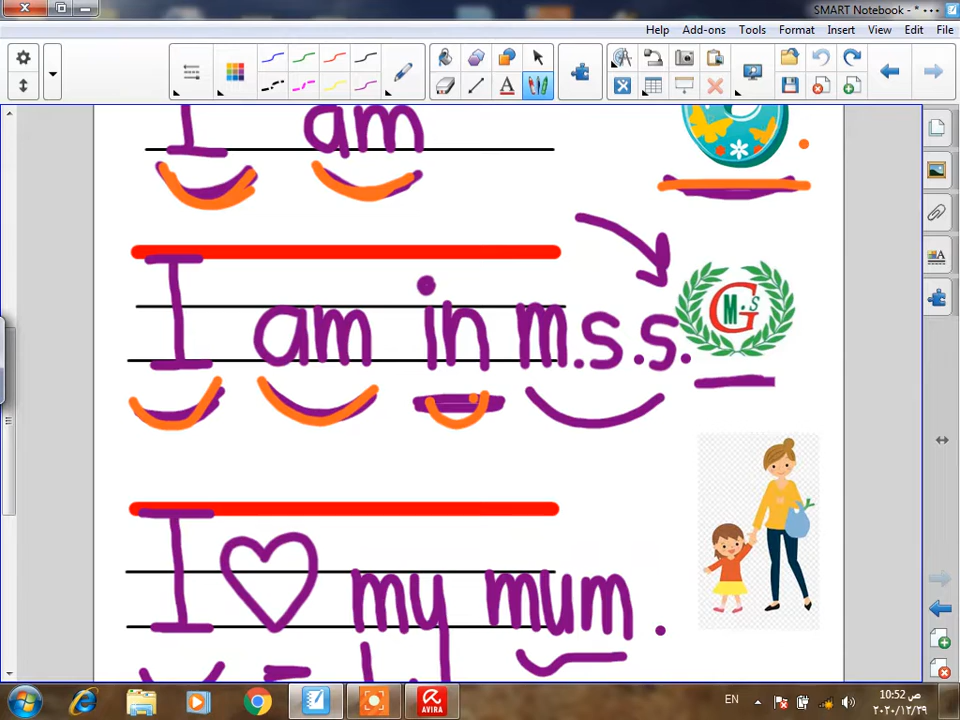 SMART Notebook - * •••
Help Add-ons Tools Format Insert View Edit File
I am
I am in m.s.s.
G M.s
I ♥ my mum .
EN
AVIRA
10:52 ص
٢٠٢٠/١٢/٢٩